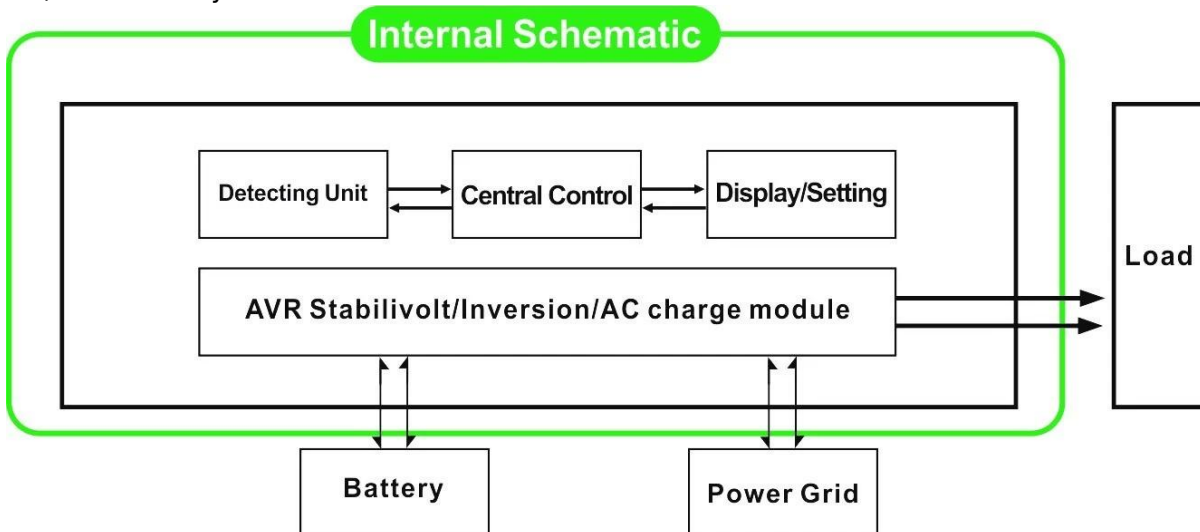 Internal Schematic
Detecting Unit
Central Control
Display/Setting
Load
AVR Stabilivolt/Inversion/AC charge module
Battery
Power Grid